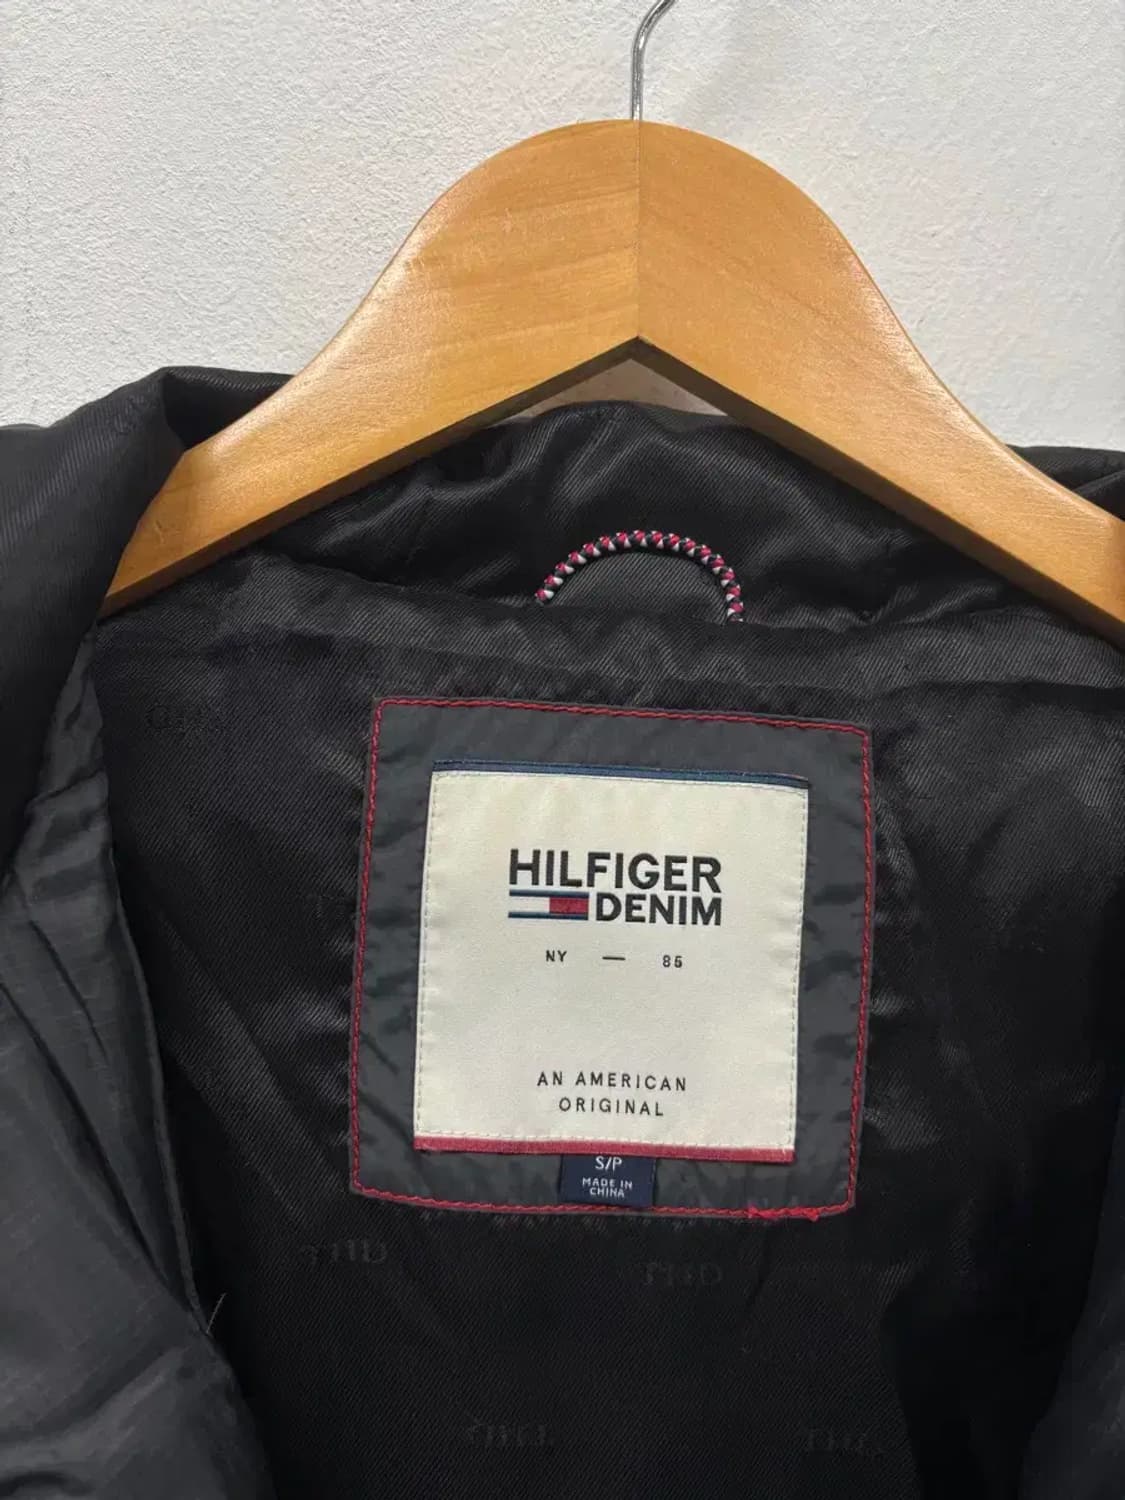 HILFIGER
DENIM
NY — 85
AN AMERICAN
ORIGINAL
S/P
MADE IN
CHINA